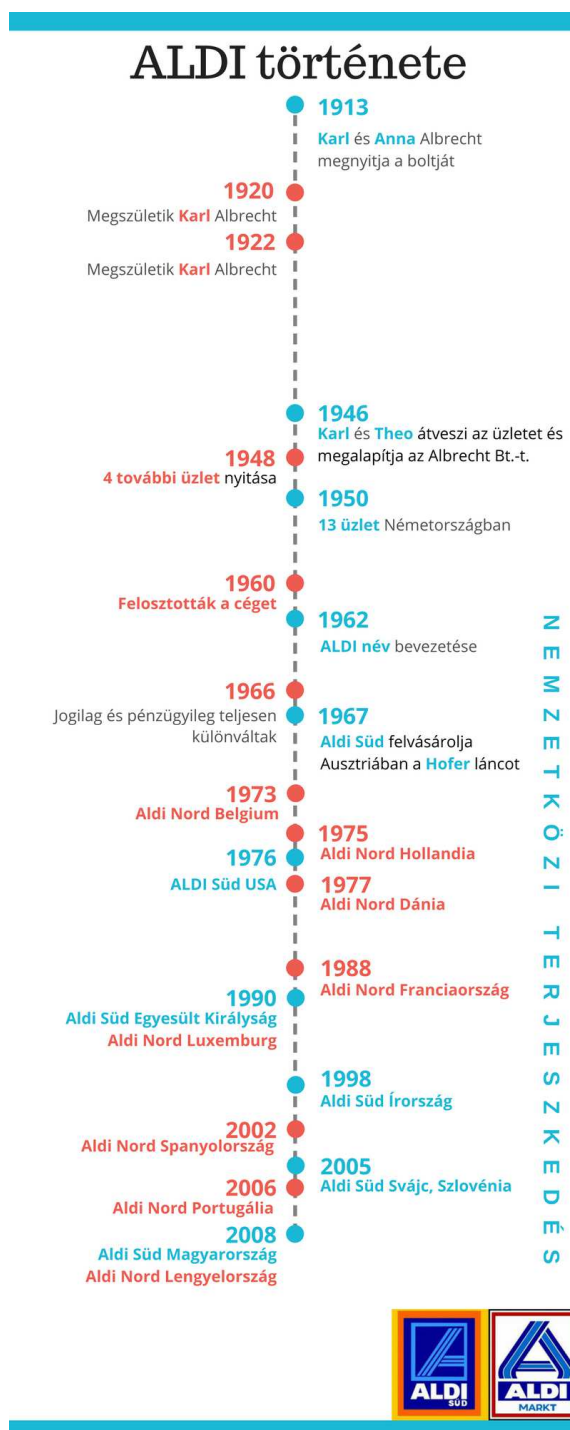 ALDI története
1913
Karl és Anna Albrecht
megnyitja a boltját
1920
Megszületik Karl Albrecht
1922
Megszületik Karl Albrecht
1946
Karl és Theo átveszi az üzletet és
megalapítja az Albrecht Bt.-t.
1948
4 további üzlet nyitása
1950
13 üzlet Németországban
1960
Felosztották a céget
1962
ALDI név bevezetése
1966
Jogilag és pénzügyileg teljesen
különváltak
1967
Aldi Süd felvásárolja
Ausztriában a Hofer láncot
1973
Aldi Nord Belgium
1975
Aldi Nord Hollandia
1976
ALDI Süd USA
1977
Aldi Nord Dánia
1988
Aldi Nord Franciaország
1990
Aldi Süd Egyesült Királyság
Aldi Nord Luxemburg
1998
Aldi Süd Írország
2002
Aldi Nord Spanyolország
2005
Aldi Süd Svájc, Szlovénia
2006
Aldi Nord Portugália
2008
Aldi Süd Magyarország
Aldi Nord Lengyelország
NEMZETKÖZI TERJESZKEDÉS
ALDI
SÜD
ALDI
MARKT